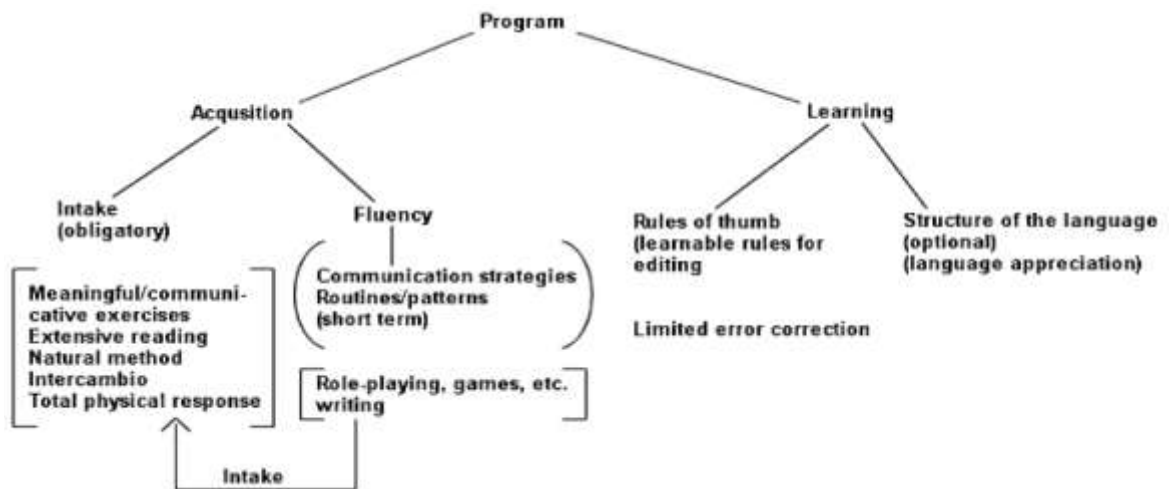 Program
Acqusition
Learning
Intake
(obligatory)
Fluency
Rules of thumb
(learnable rules for
editing
Structure of the language
(optional)
(language appreciation)
Meaningful/communi-
cative exercises
Extensive reading
Natural method
Intercambio
Total physical response
Communication strategies
Routines/patterns
(short term)
Limited error correction
Role-playing, games, etc.
writing
Intake